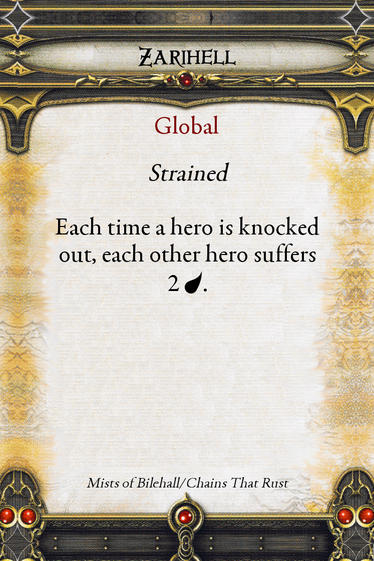 Zarihell
Global
Strained
Each time a hero is knocked
out, each other hero suffers
2.
Mists of Bilehall/Chains That Rust